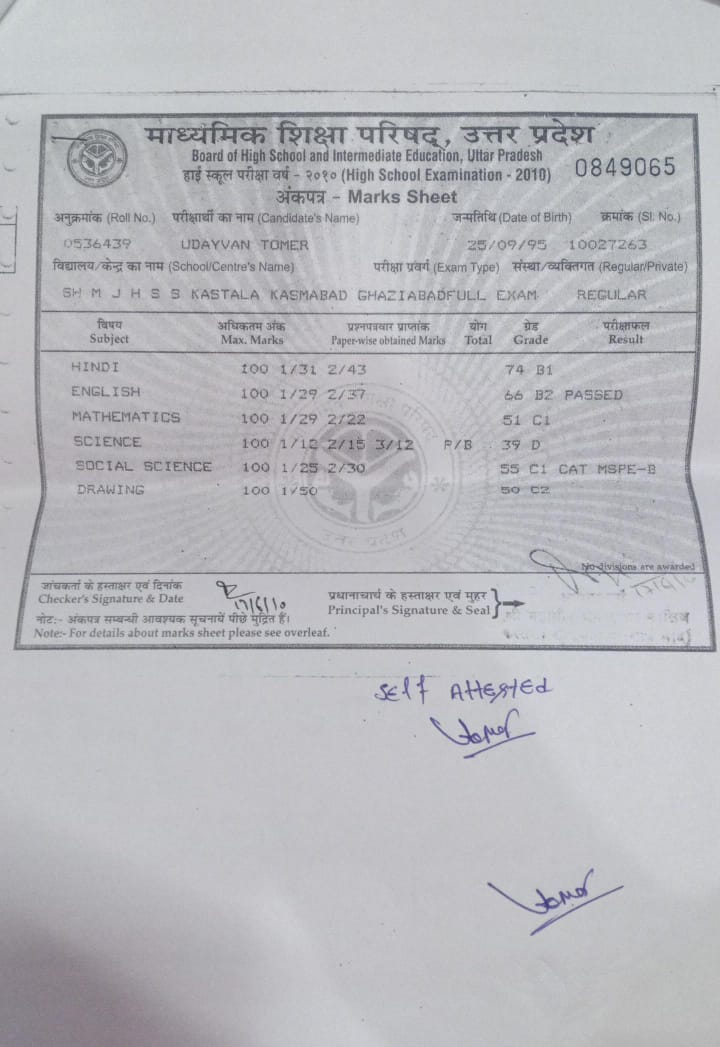 माध्यमिक शिक्षा परिषद्, उत्तर प्रदेश
Board of High School and Intermediate Education, Uttar Pradesh
हाई स्कूल परीक्षा वर्ष - २०१० (High School Examination - 2010) 0849065
अंकपत्र - Marks Sheet
अनुक्रमांक (Roll No.) परीक्षार्थी का नाम (Candidate's Name) जन्मतिथि (Date of Birth) क्रमांक (Sl. No.)
0536439 UDAYVAN TOMER 25/09/95 10027263
विद्यालय/केन्द्र का नाम (School/Centre's Name) परीक्षा प्रवर्ग (Exam Type) संस्था/व्यक्तिगत (Regular/Private)
SH M J H S S KASTALA KASMABAD GHAZIABADFULL EXAM. REGULAR
विषय अधिकतम अंक प्रश्नपत्रवार प्राप्तांक योग ग्रेड परीक्षाफल
Subject Max. Marks Paper-wise obtained Marks Total Grade Result
HINDI 100 1/31 2/43 74 B1
ENGLISH 100 1/29 2/37 66 B2 PASSED
MATHEMATICS 100 1/29 2/22 51 C1
SCIENCE 100 1/12 2/15 3/12 P/B 39 D
SOCIAL SCIENCE 100 1/25 2/30 55 C1 CAT MSPE-B
DRAWING 100 1/50 50 C2
उत्तर प्रदेश
No divisions are awarded
जांचकर्ता के हस्ताक्षर एवं दिनांक
Checker's Signature & Date
17/6/10
प्रधानाचार्य के हस्ताक्षर एवं मुहर
Principal's Signature & Seal
नोट:- अंकपत्र सम्बन्धी आवश्यक सूचनायें पीछे मुद्रित हैं।
Note:- For details about marks sheet please see overleaf.
Self Attested
Tomer
Tomer